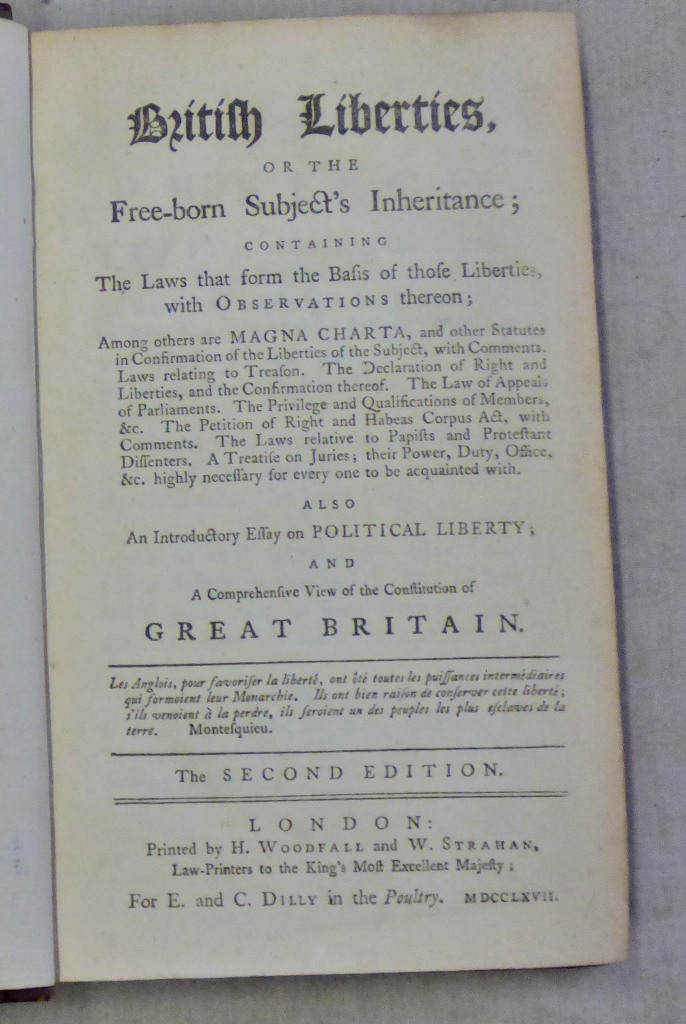 Britiſh Liberties,
OR THE
Free-born Subject's Inheritance;
CONTAINING
The Laws that form the Baſis of thoſe Liberties,
with OBSERVATIONS thereon;
Among others are MAGNA CHARTA, and other Statutes
in Confirmation of the Liberties of the Subject, with Comments.
Laws relating to Treaſon. The Declaration of Right and
Liberties, and the Confirmation thereof. The Law of Appeals
of Parliaments. The Privilege and Qualifications of Members,
&c. The Petition of Right and Habeas Corpus Act, with
Comments. The Laws relative to Papiſts and Proteſtant
Diſſenters. A Treatiſe on Juries; their Power, Duty, Office,
&c. highly neceſſary for every one to be acquainted with.
ALSO
An Introductory Eſſay on POLITICAL LIBERTY;
AND
A Comprehenſive View of the Conſtitution of
GREAT BRITAIN.
Les Anglois, pour favoriſer la liberté, ont ôté toutes les puiſſances intermédiaires
qui formoient leur Monarchie. Ils ont bien raiſon de conſerver cette liberté;
s'ils venoient à la perdre, ils ſeroient un des peuples les plus eſclaves de la
terre. Monteſquieu.
The SECOND EDITION.
LONDON:
Printed by H. WOODFALL and W. STRAHAN,
Law-Printers to the King's Moſt Excellent Majeſty;
For E. and C. DILLY in the Poultry. MDCCLXVII.